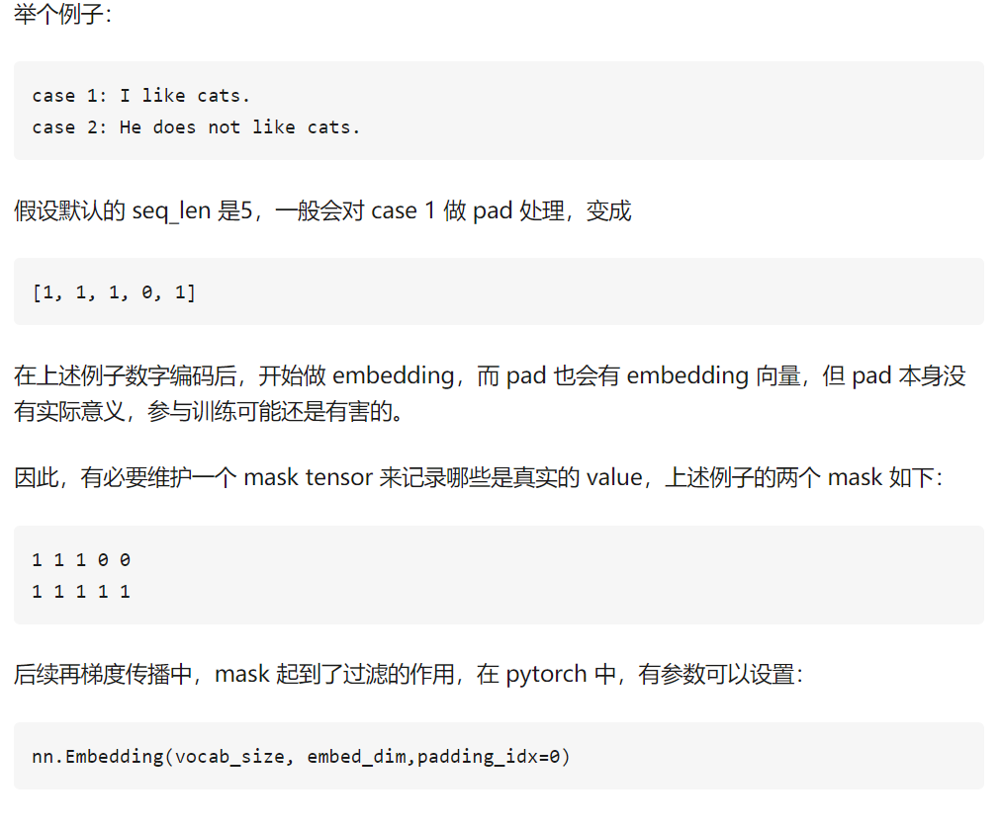 举个例子：
case 1: I like cats.
case 2: He does not like cats.
假设默认的 seq_len 是5，一般会对 case 1 做 pad 处理，变成
[1, 1, 1, 0, 1]
在上述例子数字编码后，开始做 embedding，而 pad 也会有 embedding 向量，但 pad 本身没
有实际意义，参与训练可能还是有害的。
因此，有必要维护一个 mask tensor 来记录哪些是真实的 value，上述例子的两个 mask 如下：
1 1 1 0 0
1 1 1 1 1
后续再梯度传播中，mask 起到了过滤的作用，在 pytorch 中，有参数可以设置：
nn.Embedding(vocab_size, embed_dim,padding_idx=0)